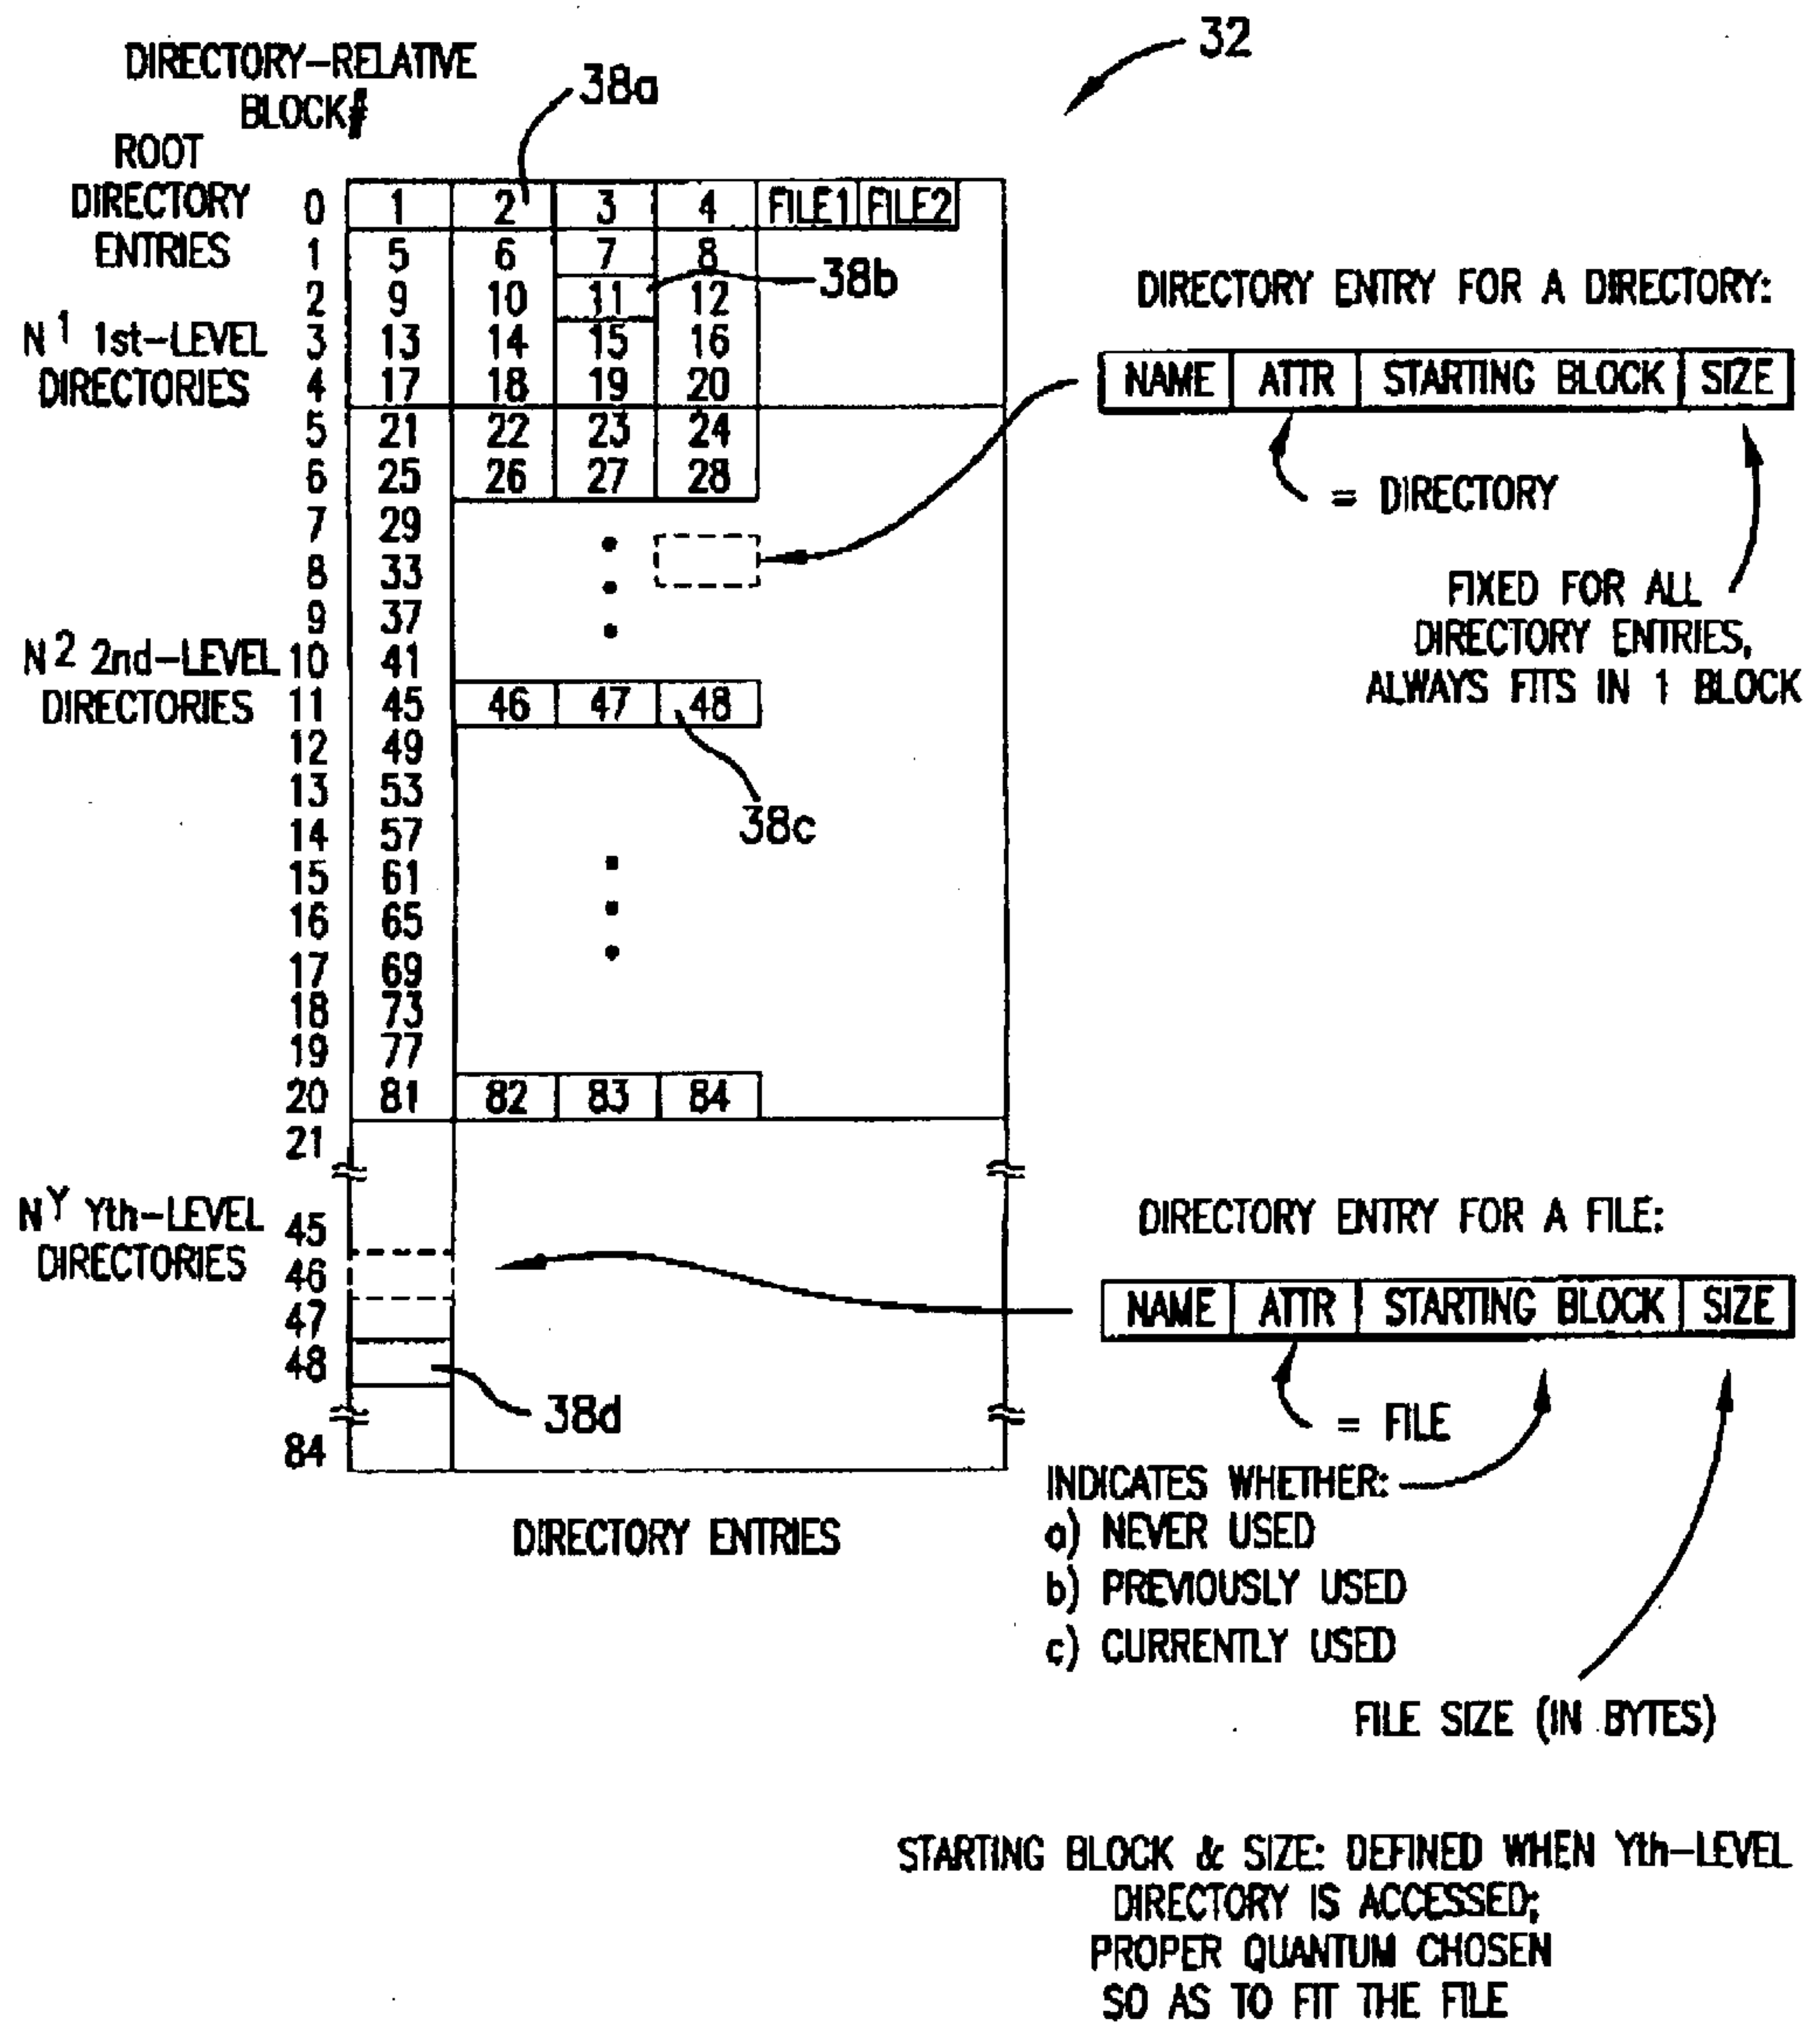 32
DIRECTORY-RELATIVE
BLOCK#
38a
ROOT
DIRECTORY
ENTRIES
0 1 2 3 4 FILE1 FILE2
1 5 6 7 8
38b
2 9 10 11 12
N1 1st-LEVEL
DIRECTORIES
3 13 14 15 16
4 17 18 19 20
5 21 22 23 24
6 25 26 27 28
7 29
8 33
9 37
N2 2nd-LEVEL
DIRECTORIES
10 41
11 45 46 47 48
12 49
13 53
38c
14 57
15 61
16 65
17 69
18 73
19 77
20 81 82 83 84
21
NY Yth-LEVEL
DIRECTORIES
45
46
47
48
38d
84
DIRECTORY ENTRIES
DIRECTORY ENTRY FOR A DIRECTORY:
NAME ATTR STARTING BLOCK SIZE
= DIRECTORY
FIXED FOR ALL
DIRECTORY ENTRIES,
ALWAYS FITS IN 1 BLOCK
DIRECTORY ENTRY FOR A FILE:
NAME ATTR STARTING BLOCK SIZE
= FILE
INDICATES WHETHER:
a) NEVER USED
b) PREVIOUSLY USED
c) CURRENTLY USED
FILE SIZE (IN BYTES)
STARTING BLOCK & SIZE: DEFINED WHEN Yth-LEVEL
DIRECTORY IS ACCESSED;
PROPER QUANTUM CHOSEN
SO AS TO FIT THE FILE